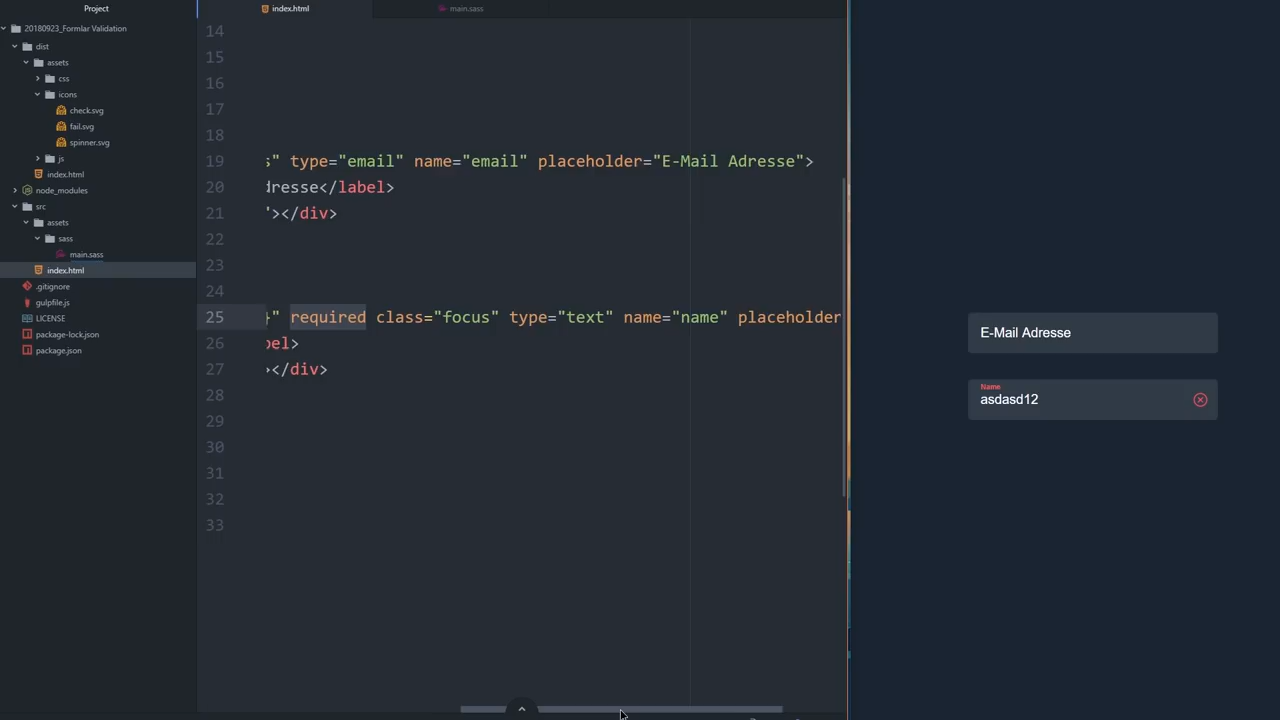 Project
index.html
main.sass
20180923_Formlar Validation
dist
assets
css
icons
check.svg
fail.svg
spinner.svg
js
index.html
node_modules
src
assets
sass
main.sass
index.html
.gitignore
gulpfile.js
LICENSE
package-lock.json
package.json
14
15
16
17
18
19 " type="email" name="email" placeholder="E-Mail Adresse">
20 dresse</label>
21 "></div>
22
23
24
25 }" required class="focus" type="text" name="name" placeholder
26 bel>
27 ></div>
28
29
30
31
32
33
E-Mail Adresse
Name
asdasd12